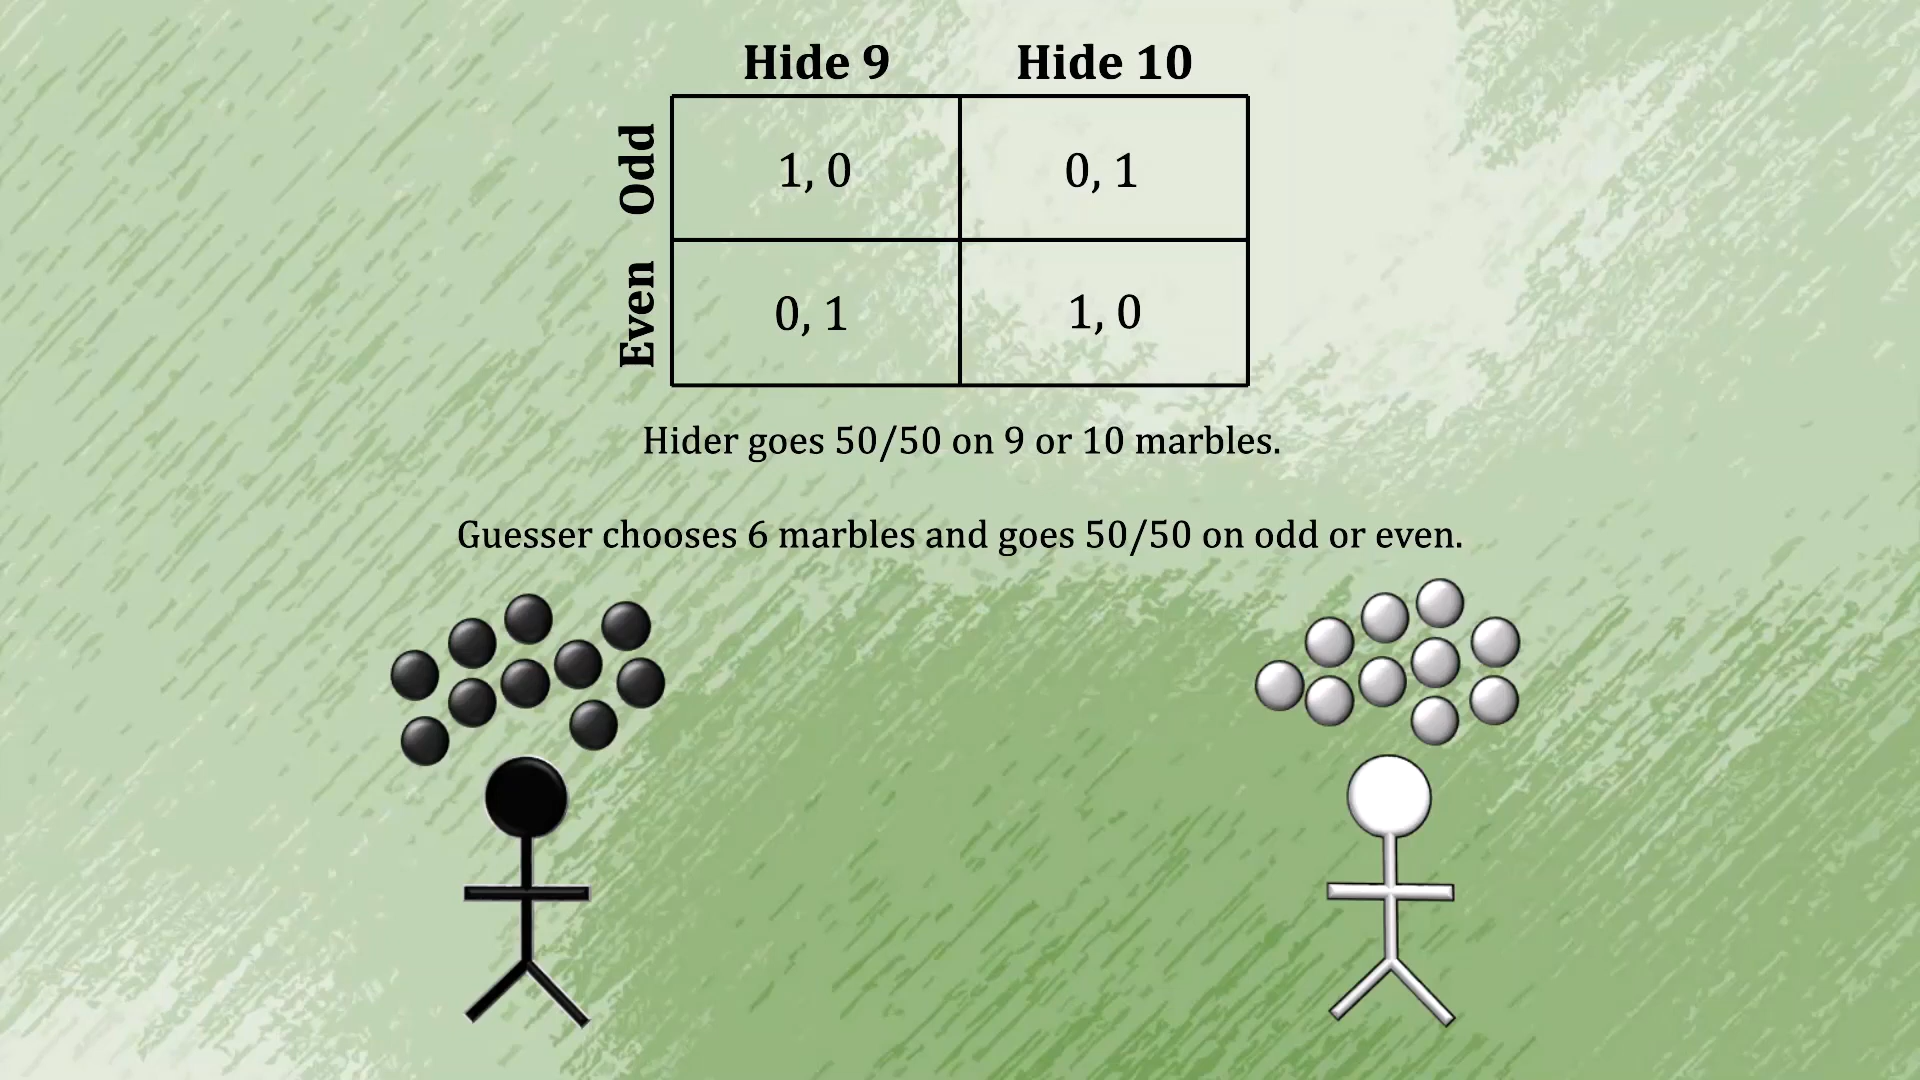 Hide 9 Hide 10
Odd 1, 0 0, 1
Even 0, 1 1, 0
Hider goes 50/50 on 9 or 10 marbles.
Guesser chooses 6 marbles and goes 50/50 on odd or even.